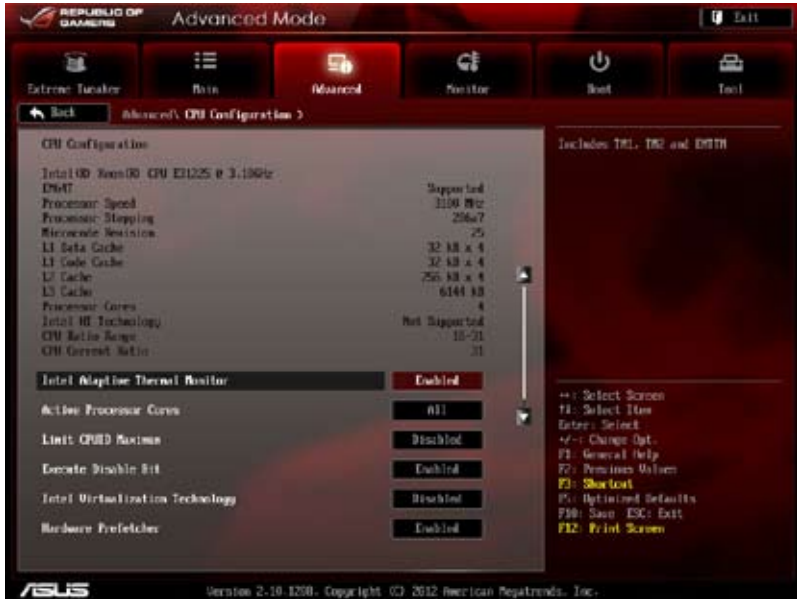 REPUBLIC OF GAMERS
Advanced Mode
Exit
Extreme Tweaker
Main
Advanced
Monitor
Boot
Tool
Back
Advanced\ CPU Configuration >
CPU Configuration
Includes TM1, TM2 and EMTTM
Intel(R) Xeon(R) CPU E31225 @ 3.10GHz
EM64T Supported
Processor Speed 3100 MHz
Processor Stepping 206a7
Microcode Revision 25
L1 Data Cache 32 kB x 4
L1 Code Cache 32 kB x 4
L2 Cache 256 kB x 4
L3 Cache 6144 kB
Processor Cores 4
Intel HT Technology Not Supported
CPU Ratio Range 16-31
CPU Current Ratio 31
Intel Adaptive Thermal Monitor Enabled
Active Processor Cores All
Limit CPUID Maximum Disabled
Execute Disable Bit Enabled
Intel Virtualization Technology Disabled
Hardware Prefetcher Enabled
→←: Select Screen
↑↓: Select Item
Enter: Select
+/-: Change Opt.
F1: General Help
F2: Previous Values
F3: Shortcut
F5: Optimized Defaults
F10: Save ESC: Exit
F12: Print Screen
ASUS
Version 2.10.1208. Copyright (C) 2012 American Megatrends, Inc.